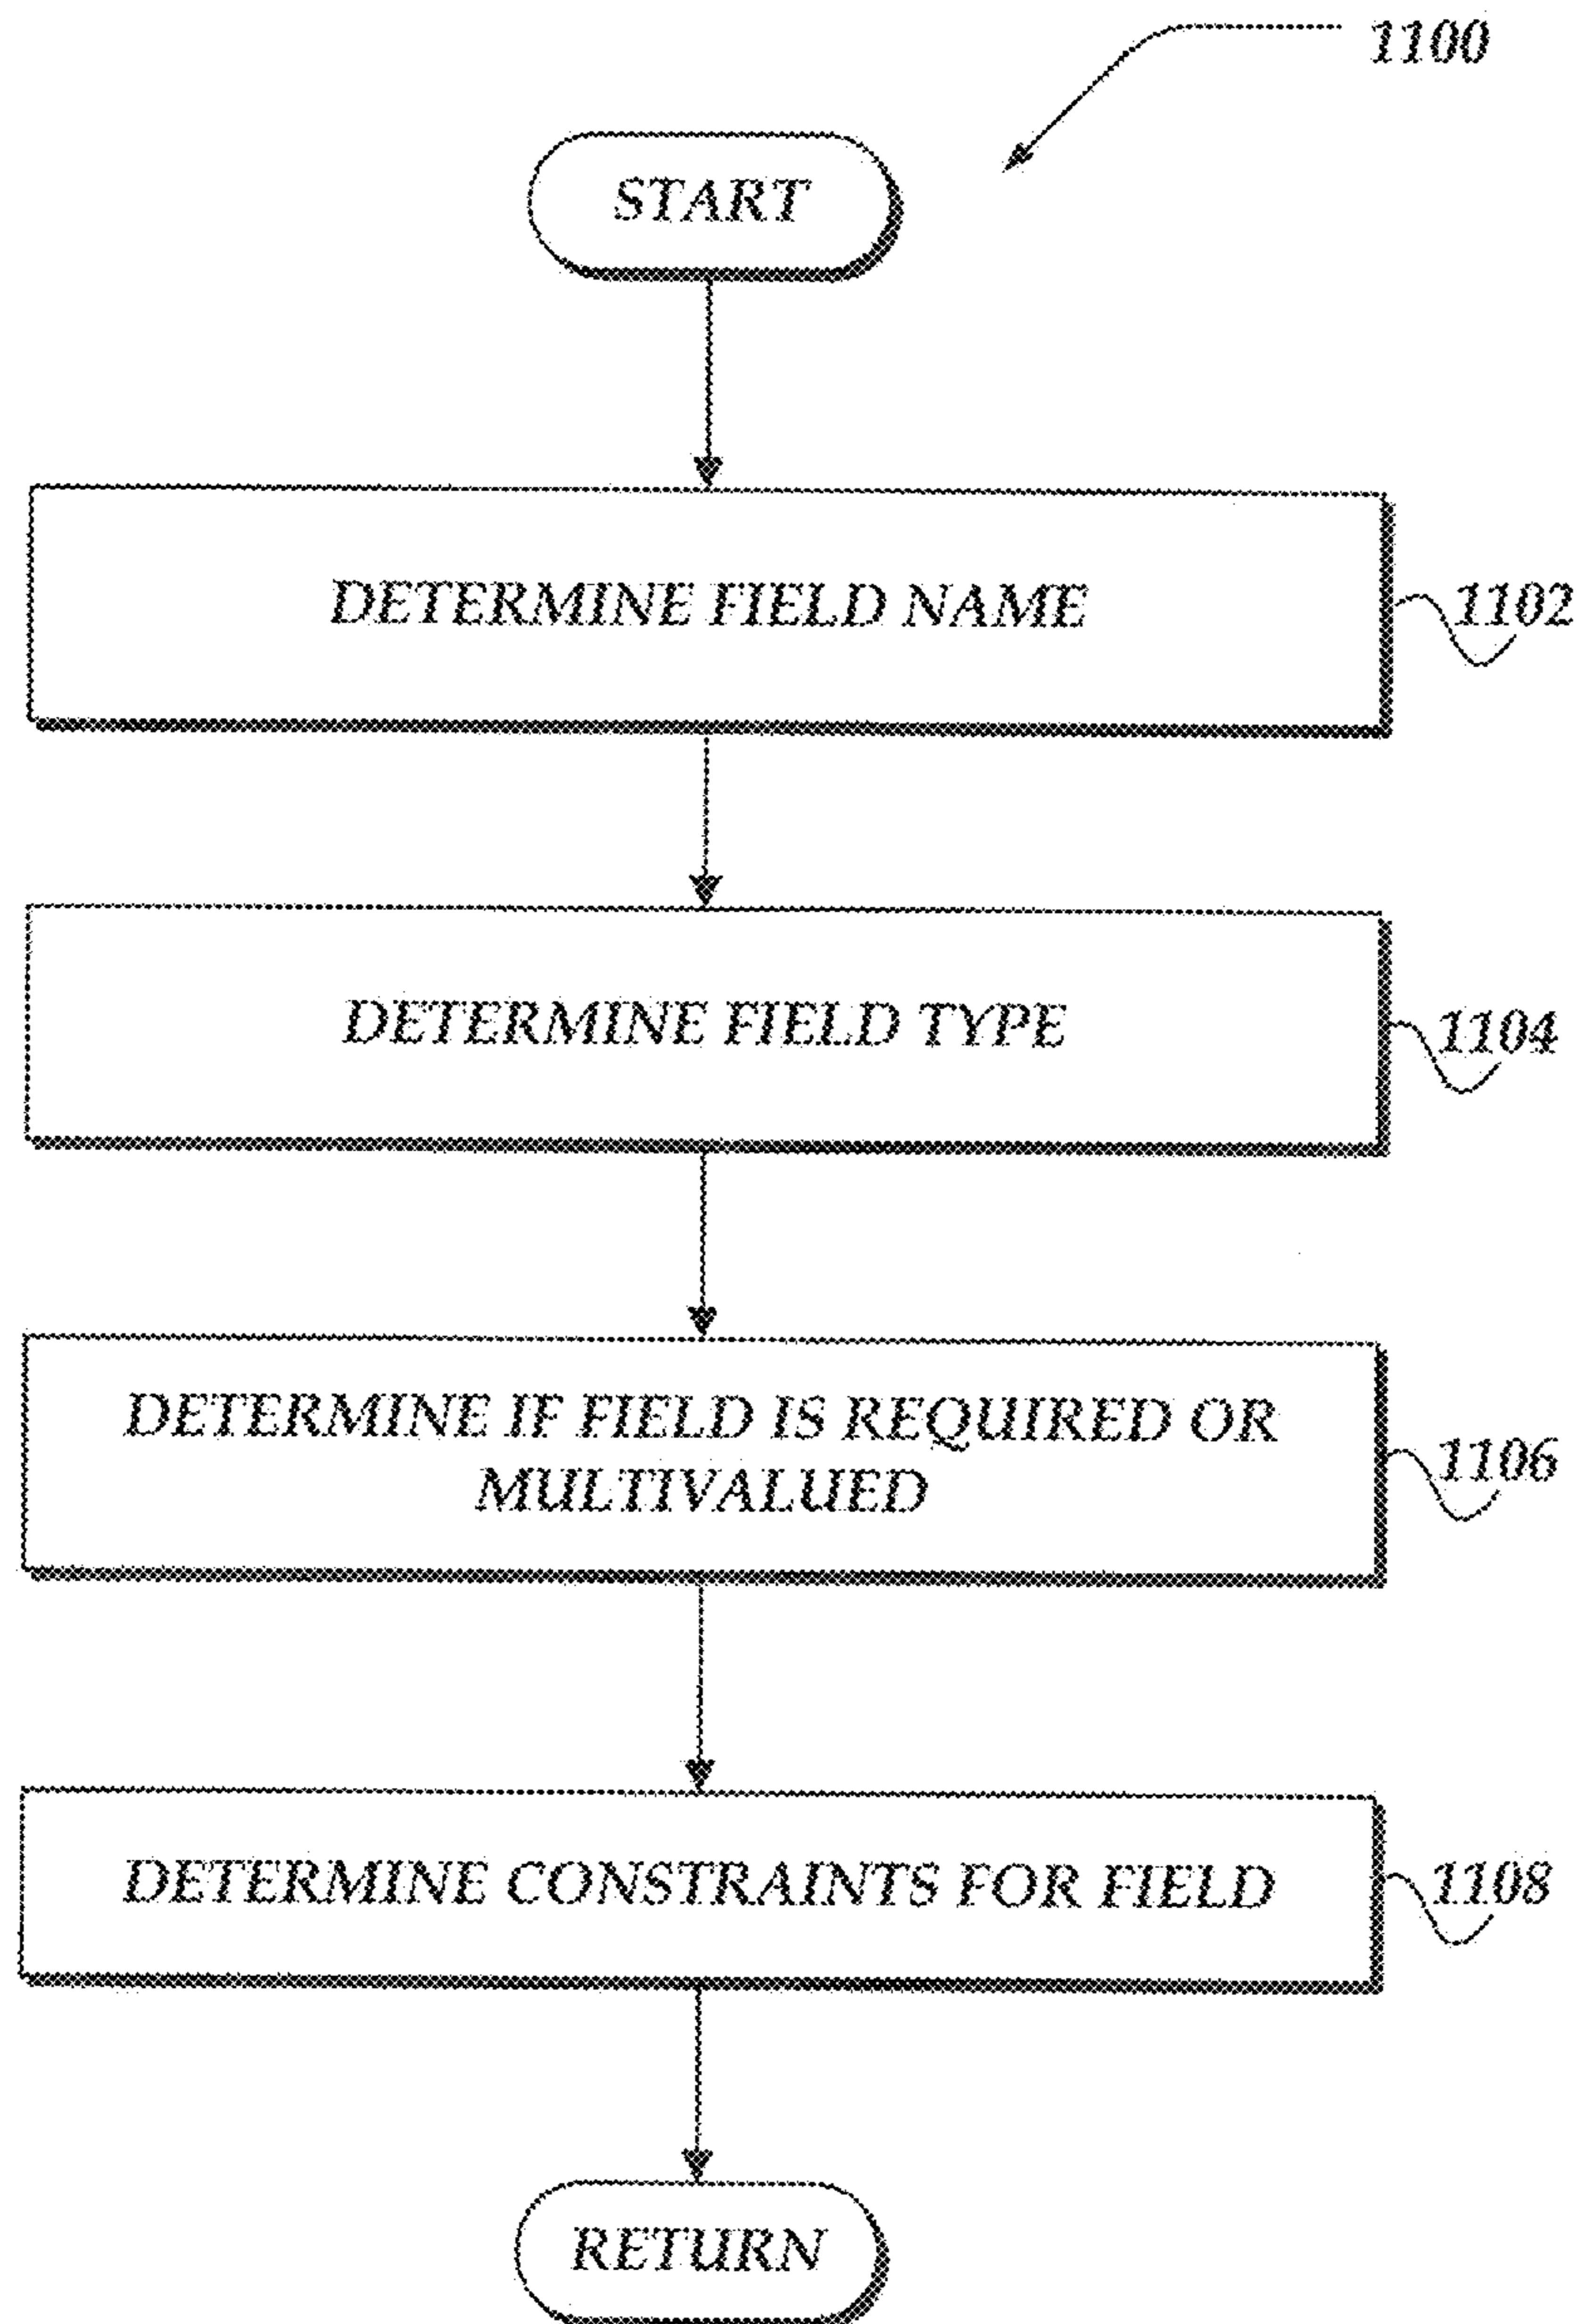 1100
START
DETERMINE FIELD NAME
1102
DETERMINE FIELD TYPE
1104
DETERMINE IF FIELD IS REQUIRED OR
MULTIVALUED
1106
DETERMINE CONSTRAINTS FOR FIELD
1108
RETURN